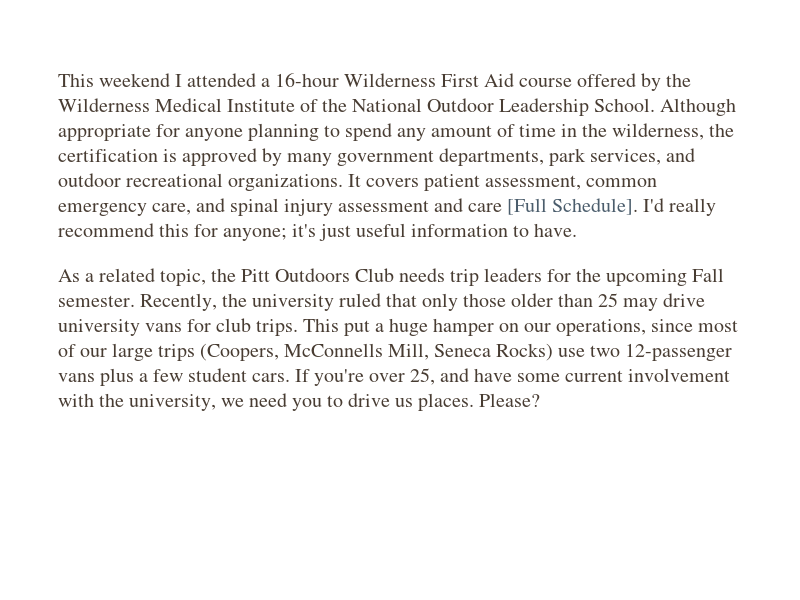 This weekend I attended a 16-hour Wilderness First Aid course offered by the
Wilderness Medical Institute of the National Outdoor Leadership School. Although
appropriate for anyone planning to spend any amount of time in the wilderness, the
certification is approved by many government departments, park services, and
outdoor recreational organizations. It covers patient assessment, common
emergency care, and spinal injury assessment and care [Full Schedule]. I'd really
recommend this for anyone; it's just useful information to have.
As a related topic, the Pitt Outdoors Club needs trip leaders for the upcoming Fall
semester. Recently, the university ruled that only those older than 25 may drive
university vans for club trips. This put a huge hamper on our operations, since most
of our large trips (Coopers, McConnells Mill, Seneca Rocks) use two 12-passenger
vans plus a few student cars. If you're over 25, and have some current involvement
with the university, we need you to drive us places. Please?